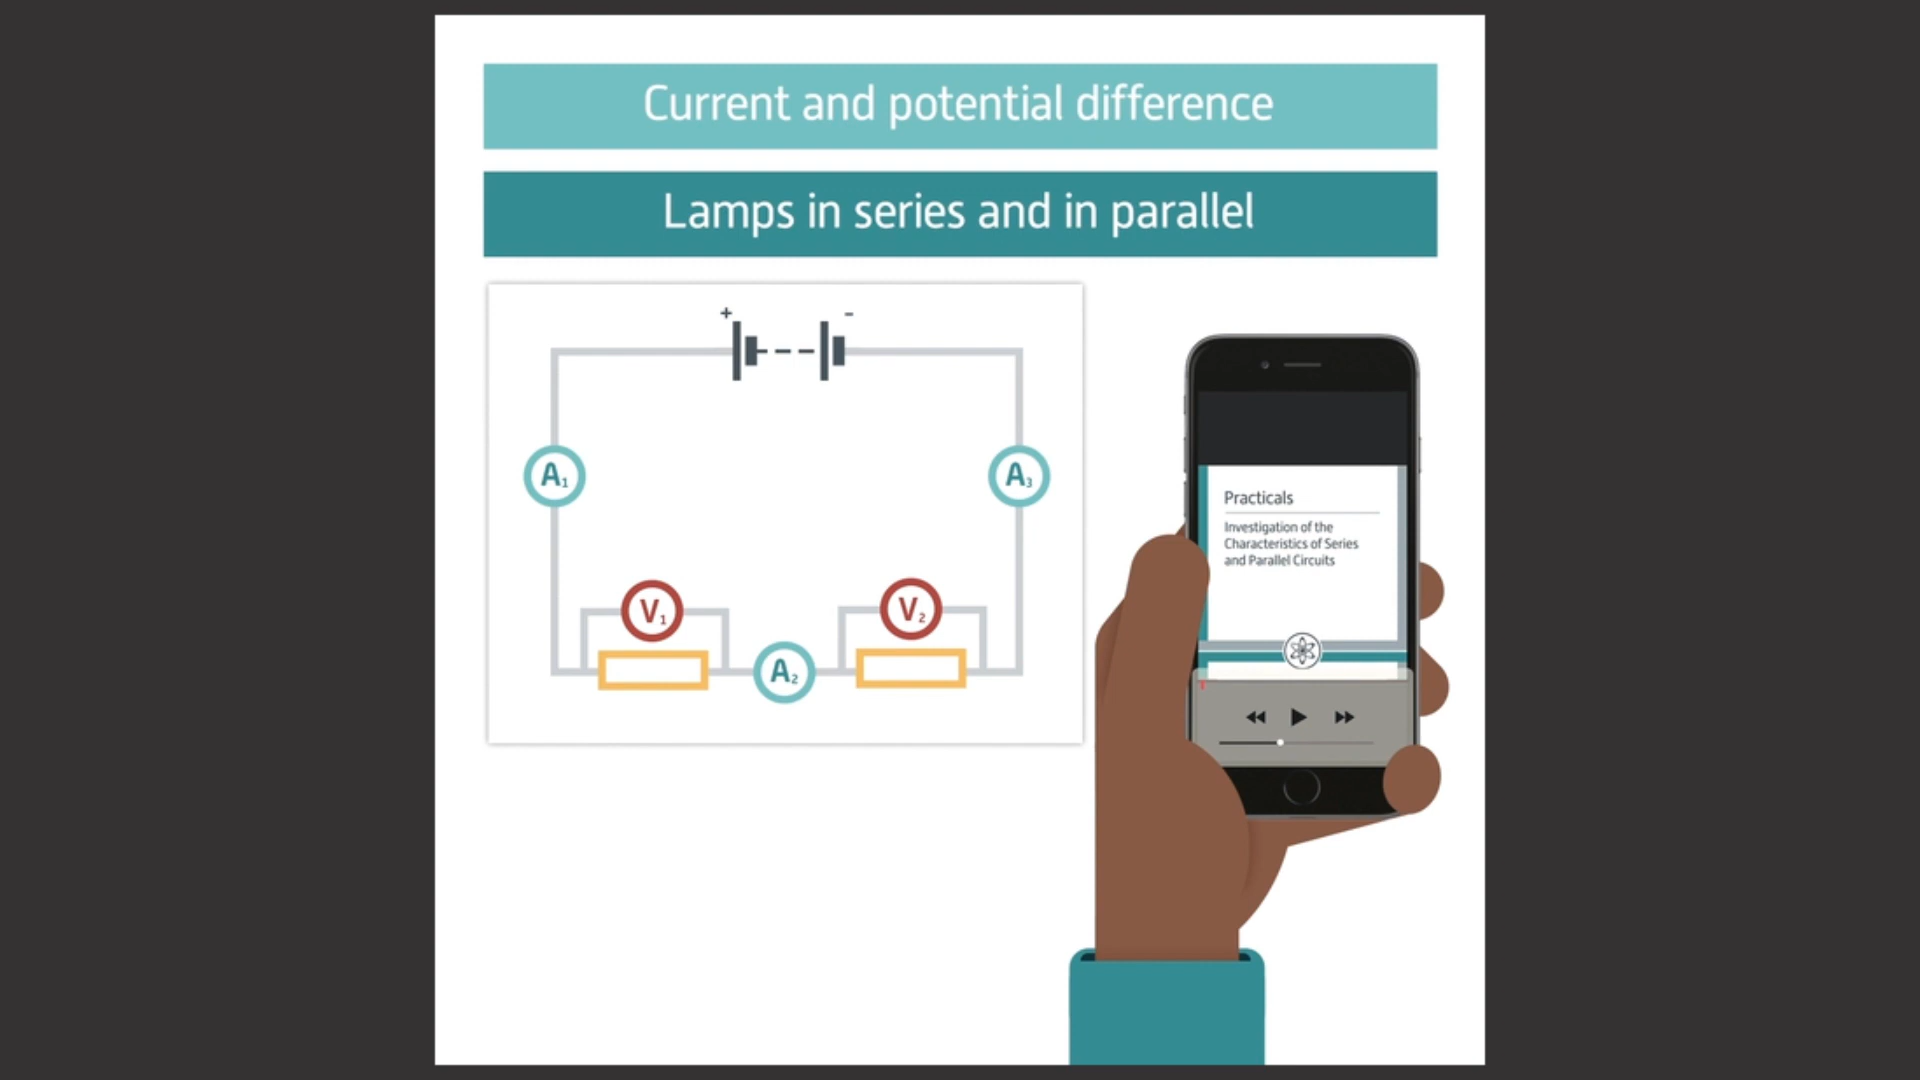 Current and potential difference
Lamps in series and in parallel
+ -
A₁
A₃
V₁
V₂
A₂
Practicals
Investigation of the
Characteristics of Series
and Parallel Circuits